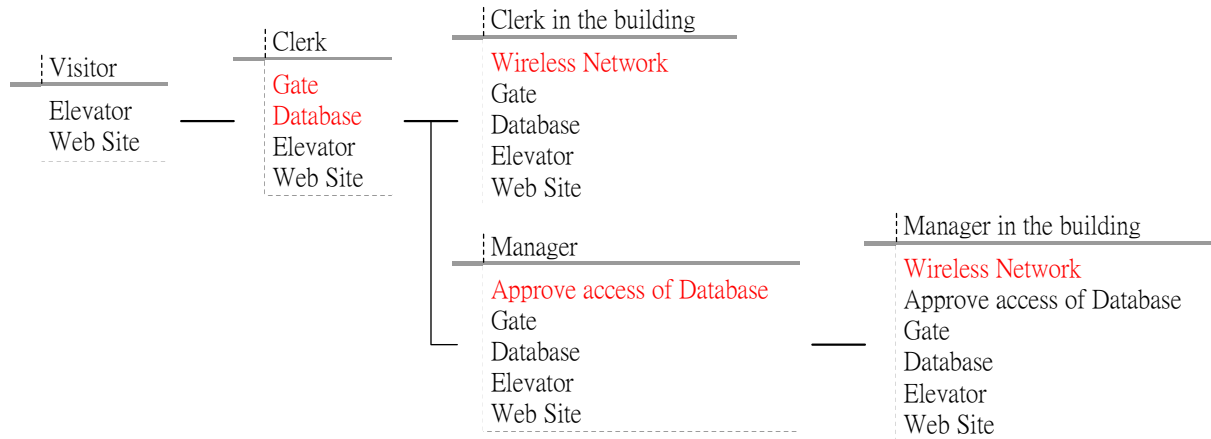 Visitor
Elevator
Web Site
Clerk
Gate
Database
Elevator
Web Site
Clerk in the building
Wireless Network
Gate
Database
Elevator
Web Site
Manager
Approve access of Database
Gate
Database
Elevator
Web Site
Manager in the building
Wireless Network
Approve access of Database
Gate
Database
Elevator
Web Site